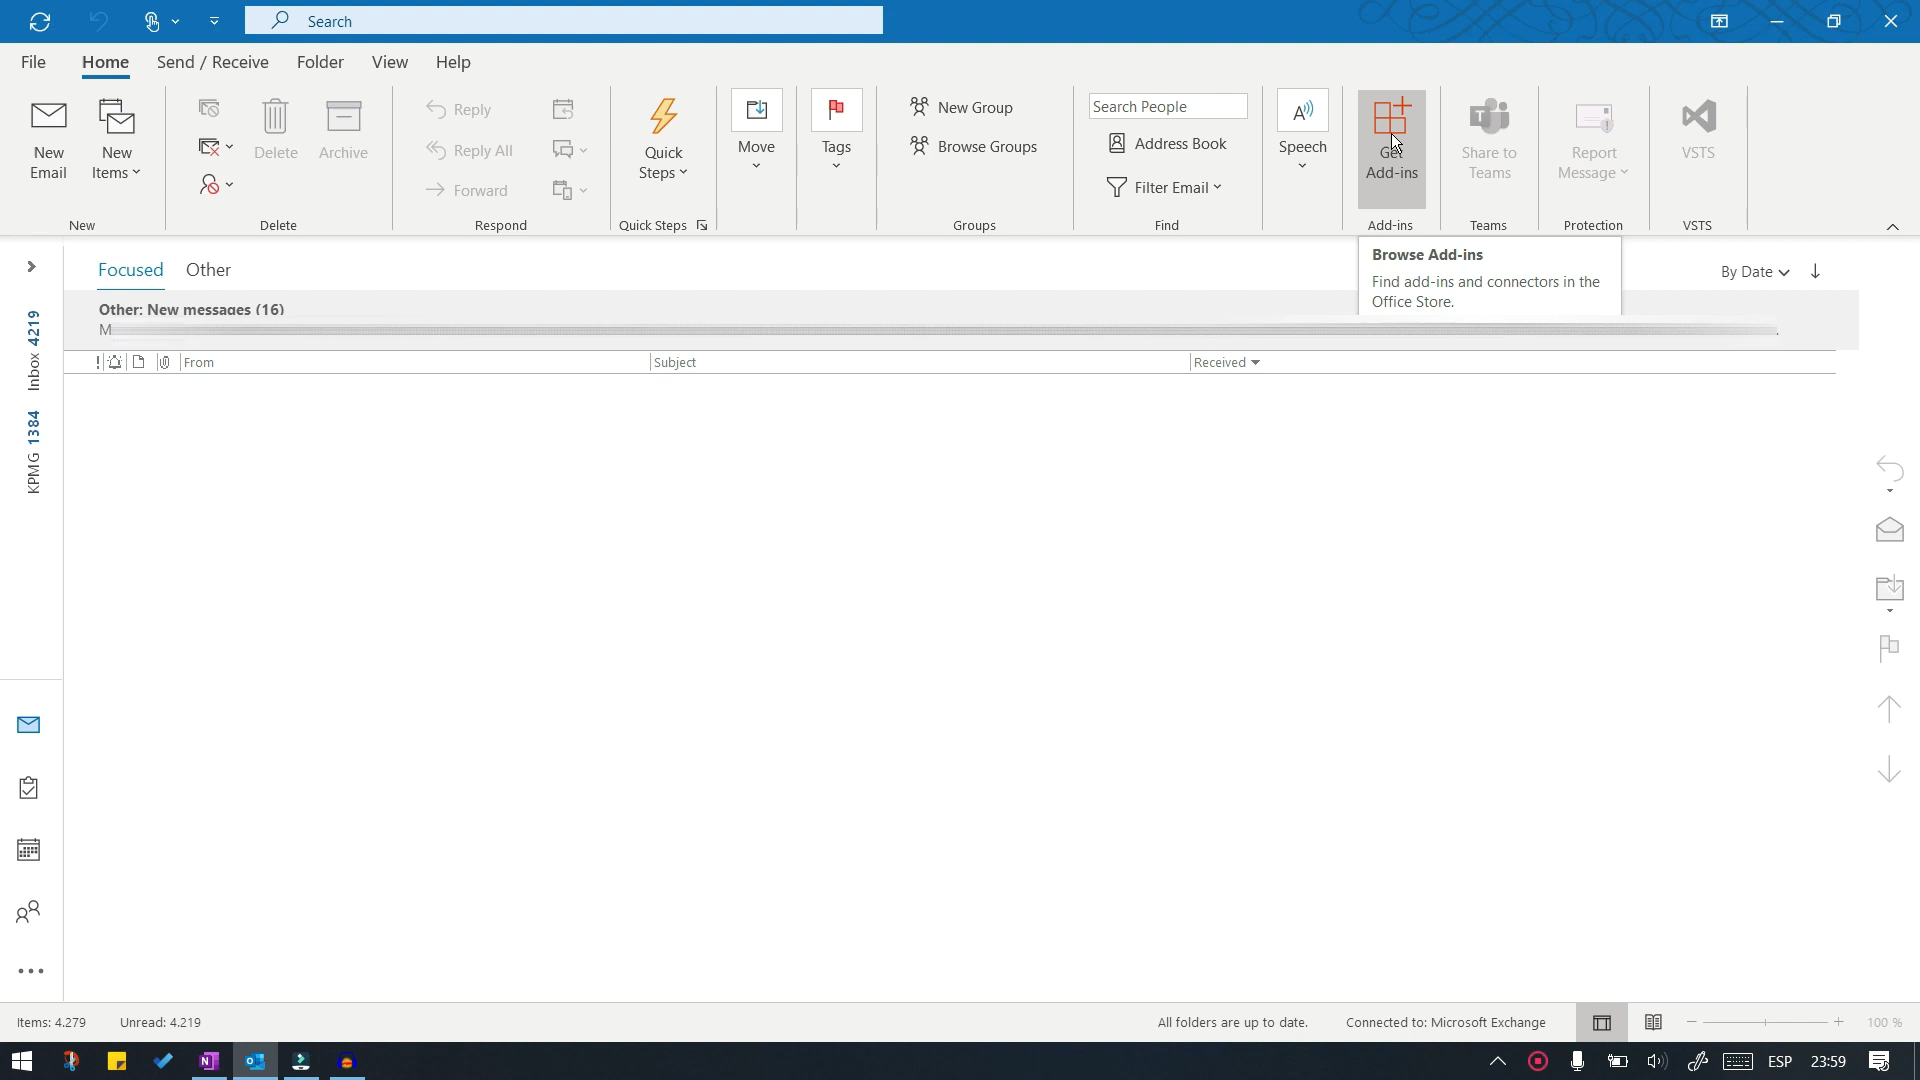 Search
File Home Send / Receive Folder View Help
New Email
New Items
New
Delete
Archive
Delete
Reply
Reply All
Forward
Respond
Quick Steps
Quick Steps
Move
Tags
New Group
Browse Groups
Groups
Search People
Address Book
Filter Email
Find
Speech
Get Add-ins
Add-ins
Share to Teams
Teams
Report Message
Protection
VSTS
VSTS
Browse Add-ins
Find add-ins and connectors in the
Office Store.
Focused Other
By Date
Other: New messages (16)
M
From Subject Received
Inbox 4219
KPMG 1384
Items: 4.279 Unread: 4.219
All folders are up to date. Connected to: Microsoft Exchange
100 %
ESP 23:59